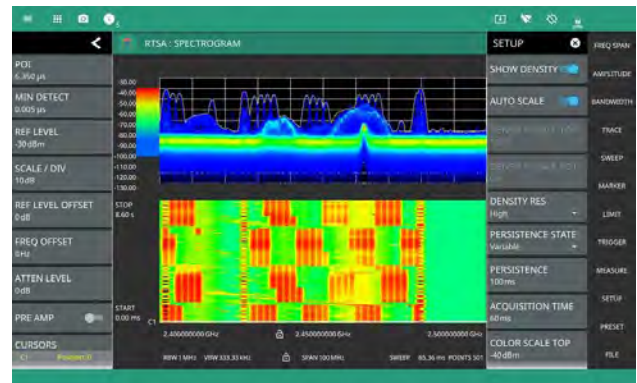 5
RTSA : SPECTROGRAM
SETUP
FREQ SPAN
POI
6.350 µs
SHOW DENSITY
AMPLITUDE
MIN DETECT
0.005 µs
AUTO SCALE
BANDWIDTH
REF LEVEL
-30 dBm
TRACE
SCALE / DIV
10 dB
SWEEP
MARKER
-30.00
-40.00
-50.00
-60.00
-70.00
-80.00
-90.00
-100.00
-110.00
-120.00
-130.00
REF LEVEL OFFSET
0 dB
STOP
8.60 s
DENSITY RES
High
LIMIT
FREQ OFFSET
0 Hz
PERSISTENCE STATE
Variable
TRIGGER
ATTEN LEVEL
0 dB
PERSISTENCE
100 ms
MEASURE
PRE AMP
START
0.00 ms
C1
ACQUISITION TIME
60 ms
SETUP
2.400000000 GHz
2.450000000 GHz
2.500000000 GHz
PRESET
CURSORS
C1
COLOR SCALE TOP
-40 dBm
RBW 1 MHz
VBW 333.33 kHz
SPAN 100 MHz
SWEEP
85.36 ms
POINTS 501
FILE